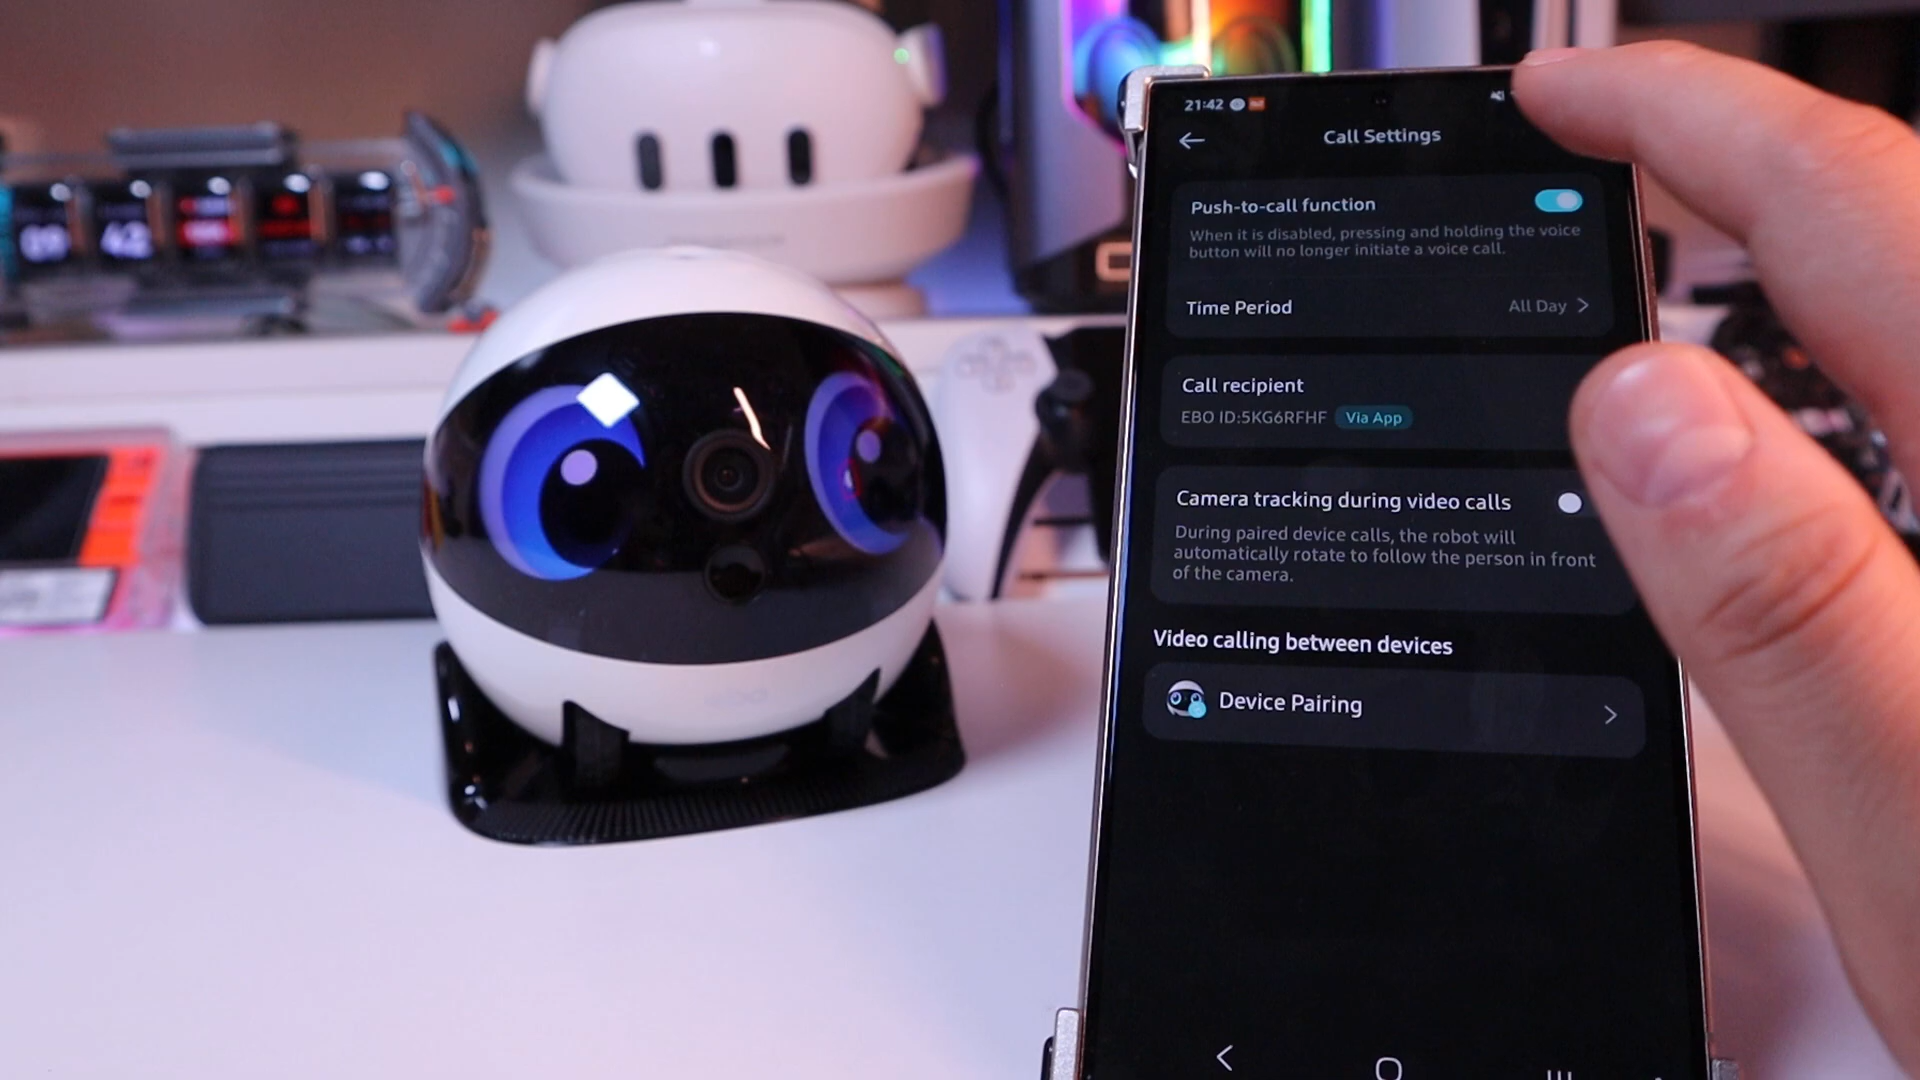 21:42
Call Settings
Push-to-call function
When it is disabled, pressing and holding the voice
button will no longer initiate a voice call.
Time Period
All Day
Call recipient
EBO ID:5KG6RFHF
Via App
Camera tracking during video calls
During paired device calls, the robot will
automatically rotate to follow the person in front
of the camera.
Video calling between devices
Device Pairing
09
42